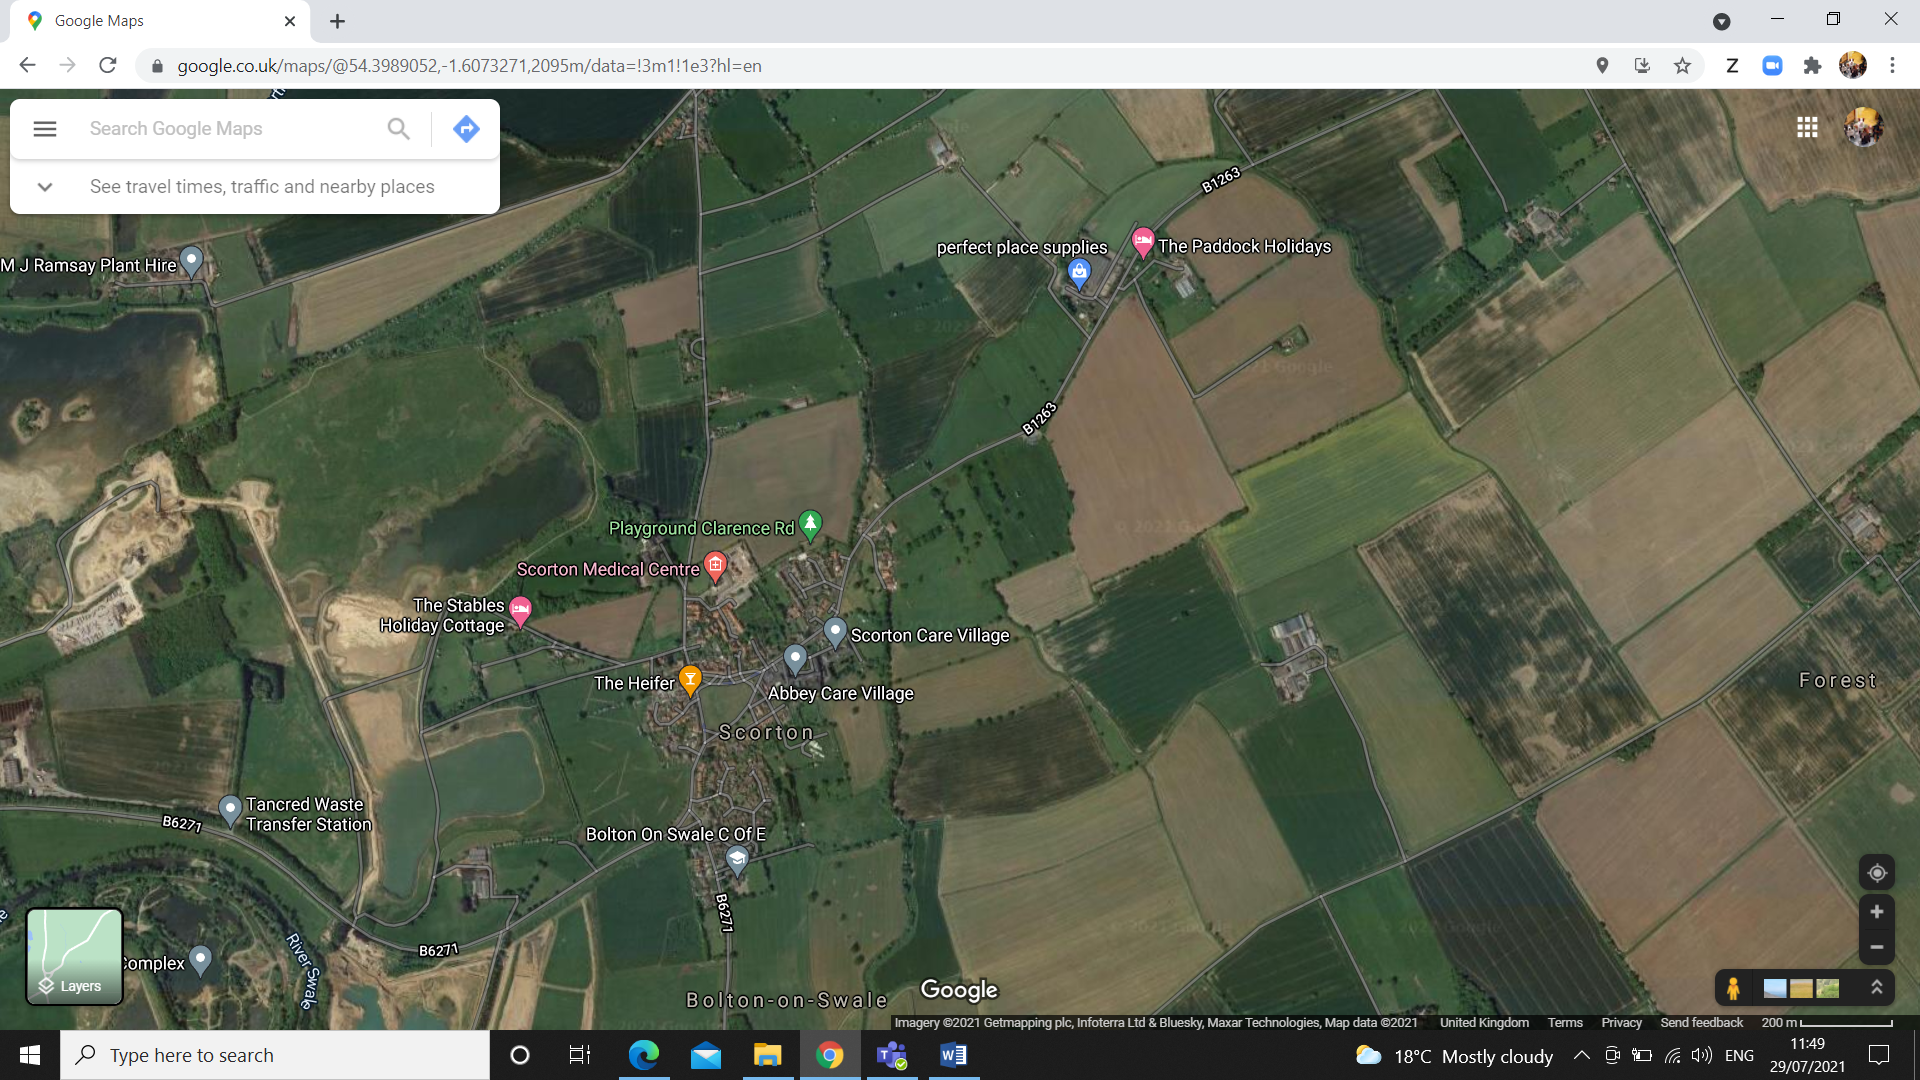 Google Maps
google.co.uk/maps/@54.3989052,-1.6073271,2095m/data=!3m1!1e3?hl=en
Z
Search Google Maps
See travel times, traffic and nearby places
B1263
perfect place supplies
The Paddock Holidays
M J Ramsay Plant Hire
B1263
Playground Clarence Rd
Scorton Medical Centre
The Stables
Holiday Cottage
Scorton Care Village
The Heifer
Abbey Care Village
Forest
Scorton
Tancred Waste
Transfer Station
B6271
Bolton On Swale C Of E
B6271
B6271
River Swale
Complex
Layers
Bolton-on-Swale
Google
Imagery ©2021 Getmapping plc, Infoterra Ltd & Bluesky, Maxar Technologies, Map data ©2021 United Kingdom Terms Privacy Send feedback 200 m
Type here to search
18°C Mostly cloudy
ENG
11:49
29/07/2021